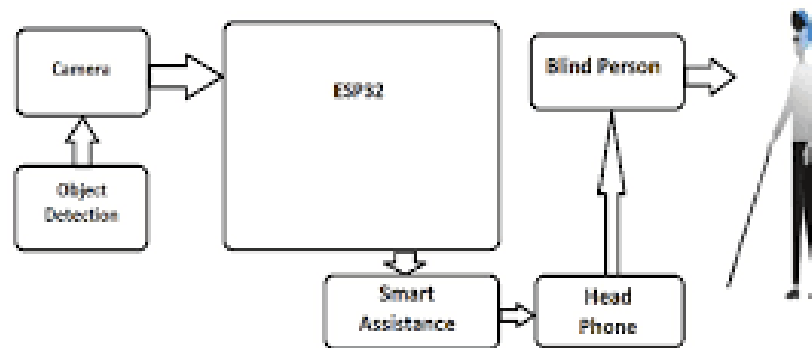 Camera
ESP32
Blind Person
Object
Detection
Smart
Assistance
Head
Phone